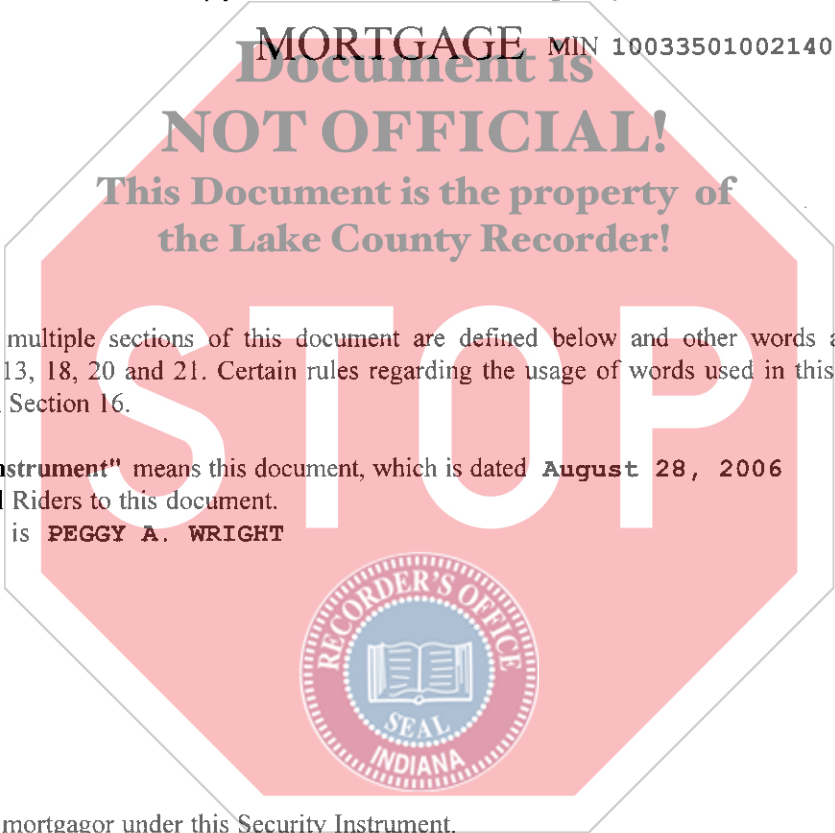 MORTGAGE MIN 10033501002140
Document is
NOT OFFICIAL!
This Document is the property of
the Lake County Recorder!
multiple sections of this document are defined below and other words
13, 18, 20 and 21. Certain rules regarding the usage of words used in this
Section 16.
nstrument" means this document, which is dated August 28, 2006
Riders to this document.
is PEGGY A. WRIGHT
STOP
RECORDER'S OFFICE
SEAL
INDIANA
mortgagor under this Security Instrument.